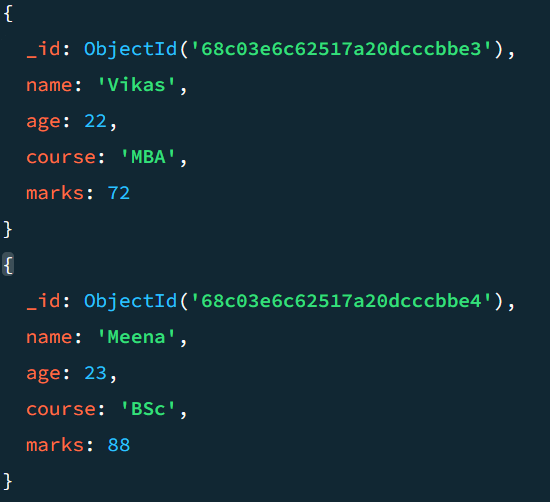 {
  _id: ObjectId('68c03e6c62517a20dcccbbe3'),
  name: 'Vikas',
  age: 22,
  course: 'MBA',
  marks: 72
}
{
  _id: ObjectId('68c03e6c62517a20dcccbbe4'),
  name: 'Meena',
  age: 23,
  course: 'BSc',
  marks: 88
}